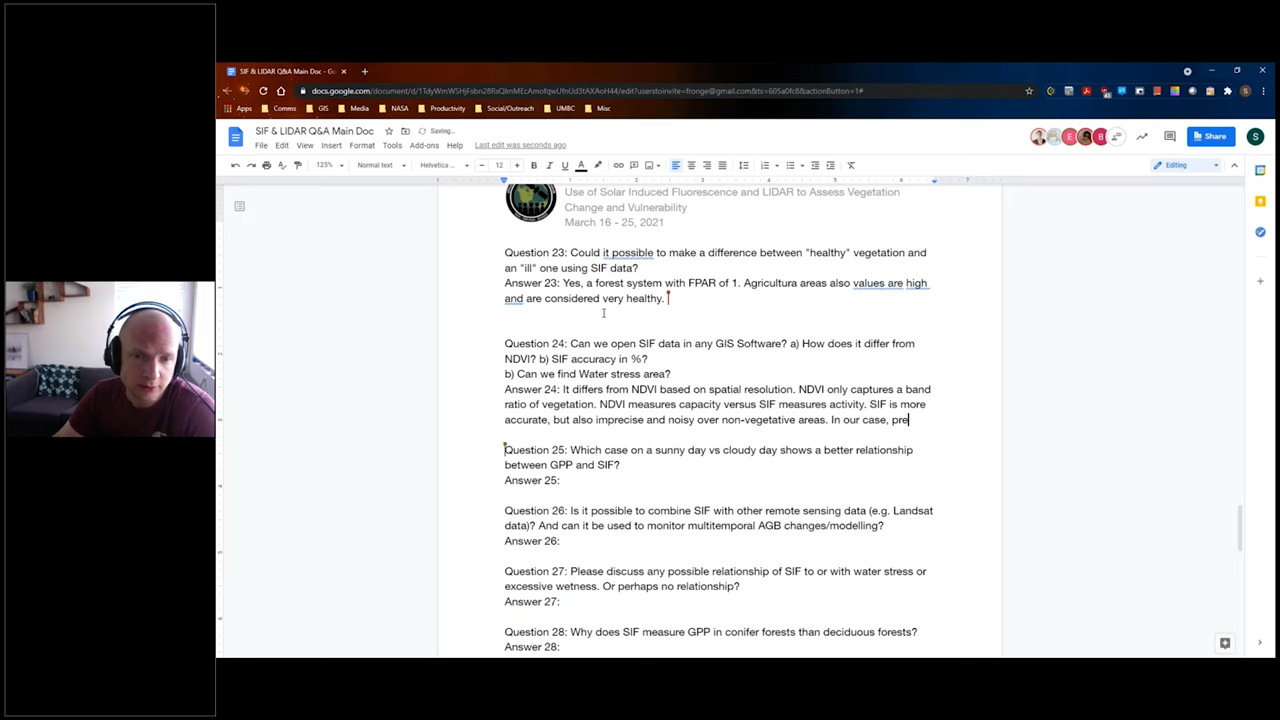 SIF & LIDAR Q&A Main Doc - Go
Apps Comms GIS Media NASA Productivity Social/Outreach UMBC Misc
SIF & LIDAR Q&A Main Doc
Saving...
File Edit View Insert Format Tools Add-ons Help Last edit was seconds ago
Share
S
125% Normal text Helvetica ... 12 Editing
Use of Solar Induced Fluorescence and LIDAR to Assess Vegetation
Change and Vulnerability
March 16 - 25, 2021
Question 23: Could it possible to make a difference between "healthy" vegetation and
an "ill" one using SIF data?
Answer 23: Yes, a forest system with FPAR of 1. Agricultura areas also values are high
and are considered very healthy.
Question 24: Can we open SIF data in any GIS Software? a) How does it differ from
NDVI? b) SIF accuracy in %?
b) Can we find Water stress area?
Answer 24: It differs from NDVI based on spatial resolution. NDVI only captures a band
ratio of vegetation. NDVI measures capacity versus SIF measures activity. SIF is more
accurate, but also imprecise and noisy over non-vegetative areas. In our case, pre
Question 25: Which case on a sunny day vs cloudy day shows a better relationship
between GPP and SIF?
Answer 25:
Question 26: Is it possible to combine SIF with other remote sensing data (e.g. Landsat
data)? And can it be used to monitor multitemporal AGB changes/modelling?
Answer 26:
Question 27: Please discuss any possible relationship of SIF to or with water stress or
excessive wetness. Or perhaps no relationship?
Answer 27:
Question 28: Why does SIF measure GPP in conifer forests than deciduous forests?
Answer 28: